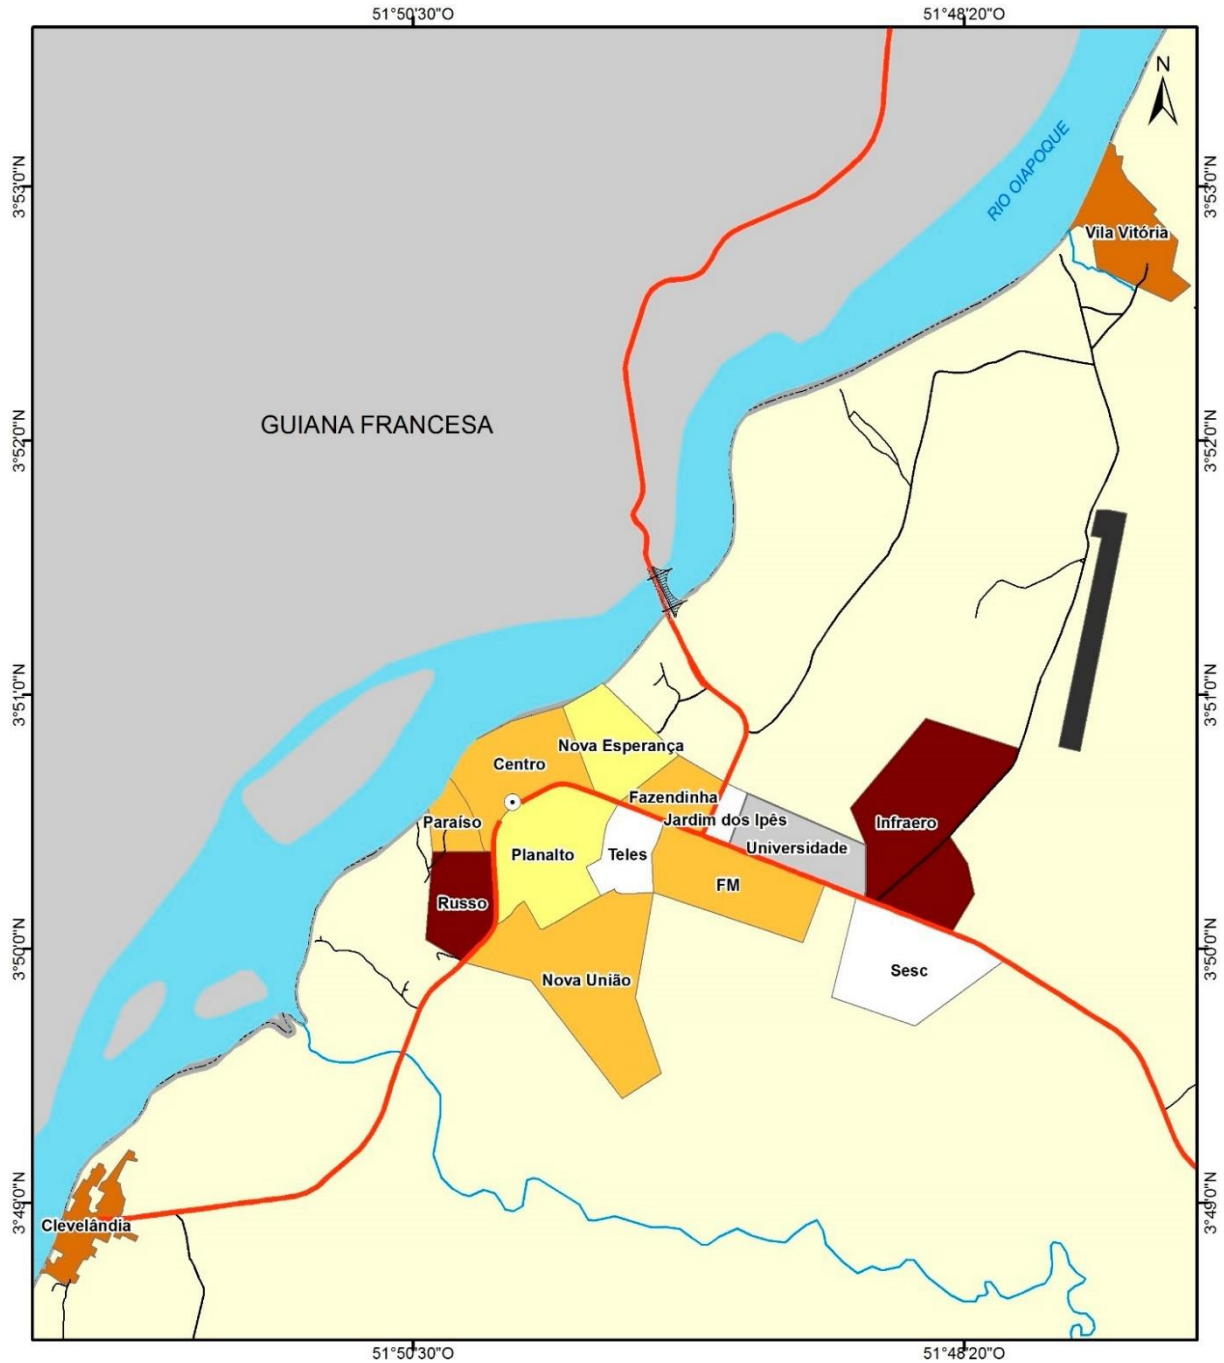 51°50'30"O
51°48'20"O
N
3°53'0"N
3°53'0"N
RIO OIAPOQUE
Vila Vitória
GUIANA FRANCESA
3°52'0"N
3°52'0"N
3°51'0"N
3°51'0"N
Nova Esperança
Centro
Fazendinha
Jardim dos Ipês
Paraíso
Infraero
Universidade
Planalto
Teles
FM
Russo
3°50'0"N
3°50'0"N
Sesc
Nova União
3°49'0"N
3°49'0"N
Clevelândia
51°50'30"O
51°48'20"O